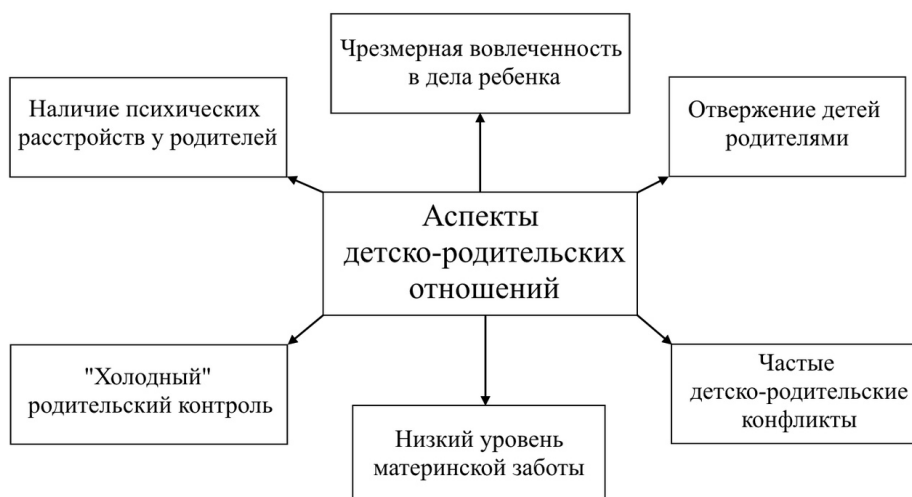 Чрезмерная вовлеченность
в дела ребенка
Наличие психических
расстройств у родителей
Отвержение детей
родителями
Аспекты
детско-родительских
отношений
"Холодный"
родительский контроль
Низкий уровень
материнской заботы
Частые
детско-родительские
конфликты